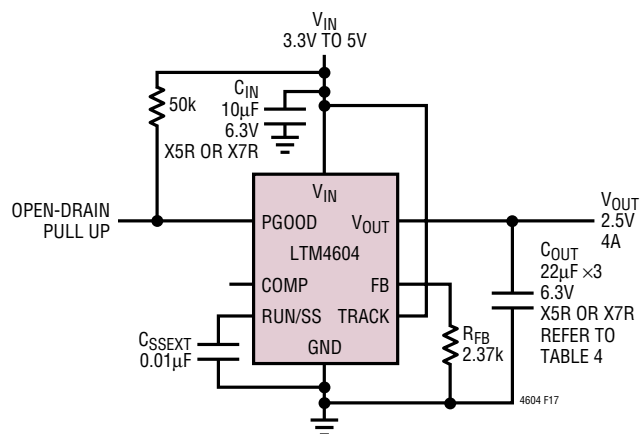 VIN
3.3V TO 5V
50k
CIN
10µF
6.3V
X5R OR X7R
OPEN-DRAIN
PULL UP
VIN
PGOOD
VOUT
LTM4604
COMP
FB
RUN/SS
TRACK
GND
CSSEXT
0.01µF
RFB
2.37k
VOUT
2.5V
4A
COUT
22µF ×3
6.3V
X5R OR X7R
REFER TO
TABLE 4
4604 F17